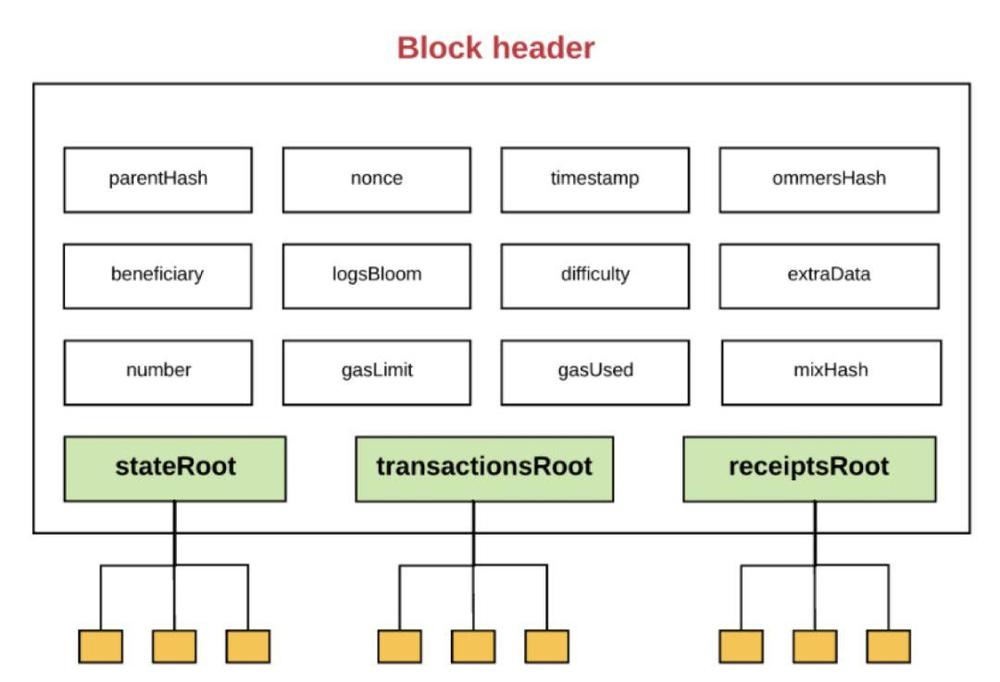 Block header
parentHash
nonce
timestamp
ommersHash
beneficiary
logsBloom
difficulty
extraData
number
gasLimit
gasUsed
mixHash
stateRoot
transactionsRoot
receiptsRoot